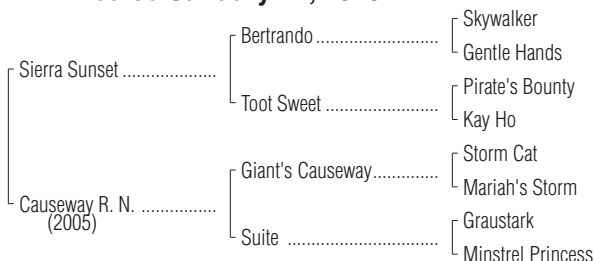 Skywalker
Bertrando ..............................
Gentle Hands
Sierra Sunset ....................
Pirate's Bounty
Toot Sweet ............................
Kay Ho
Storm Cat
Giant's Causeway................
Mariah's Storm
Causeway R. N. ................
(2005)
Graustark
Suite .....................................
Minstrel Princess